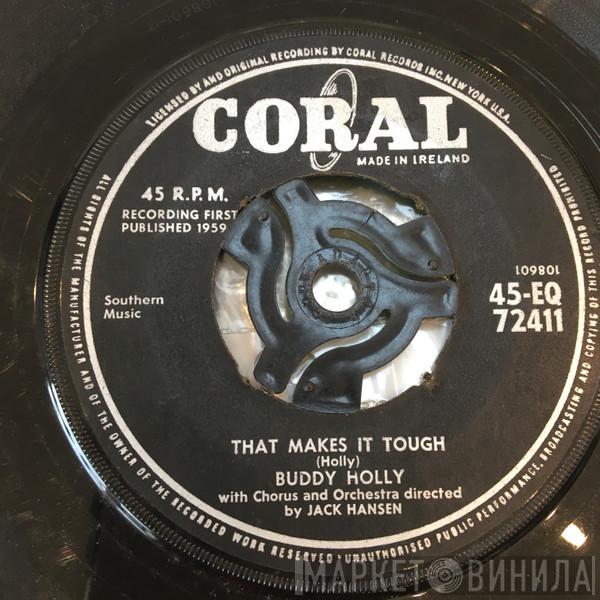 LICENSED BY AND ORIGINAL RECORDING BY CORAL RECORDS INC. NEW YORK U.S.A.
CORAL
MADE IN IRELAND
45 R.P.M.
RECORDING FIRST
PUBLISHED 1959
108601
45-EQ
72411
Southern
Music
THAT MAKES IT TOUGH
(Holly)
BUDDY HOLLY
with Chorus and Orchestra directed
by JACK HANSEN
ALL RIGHTS OF THE MANUFACTURER AND OF THE OWNER OF THE RECORDED WORK RESERVED · UNAUTHORISED PUBLIC PERFORMANCE, BROADCASTING AND COPYING OF THIS RECORD PROHIBITED
МАРКЕТ ВИНИЛА